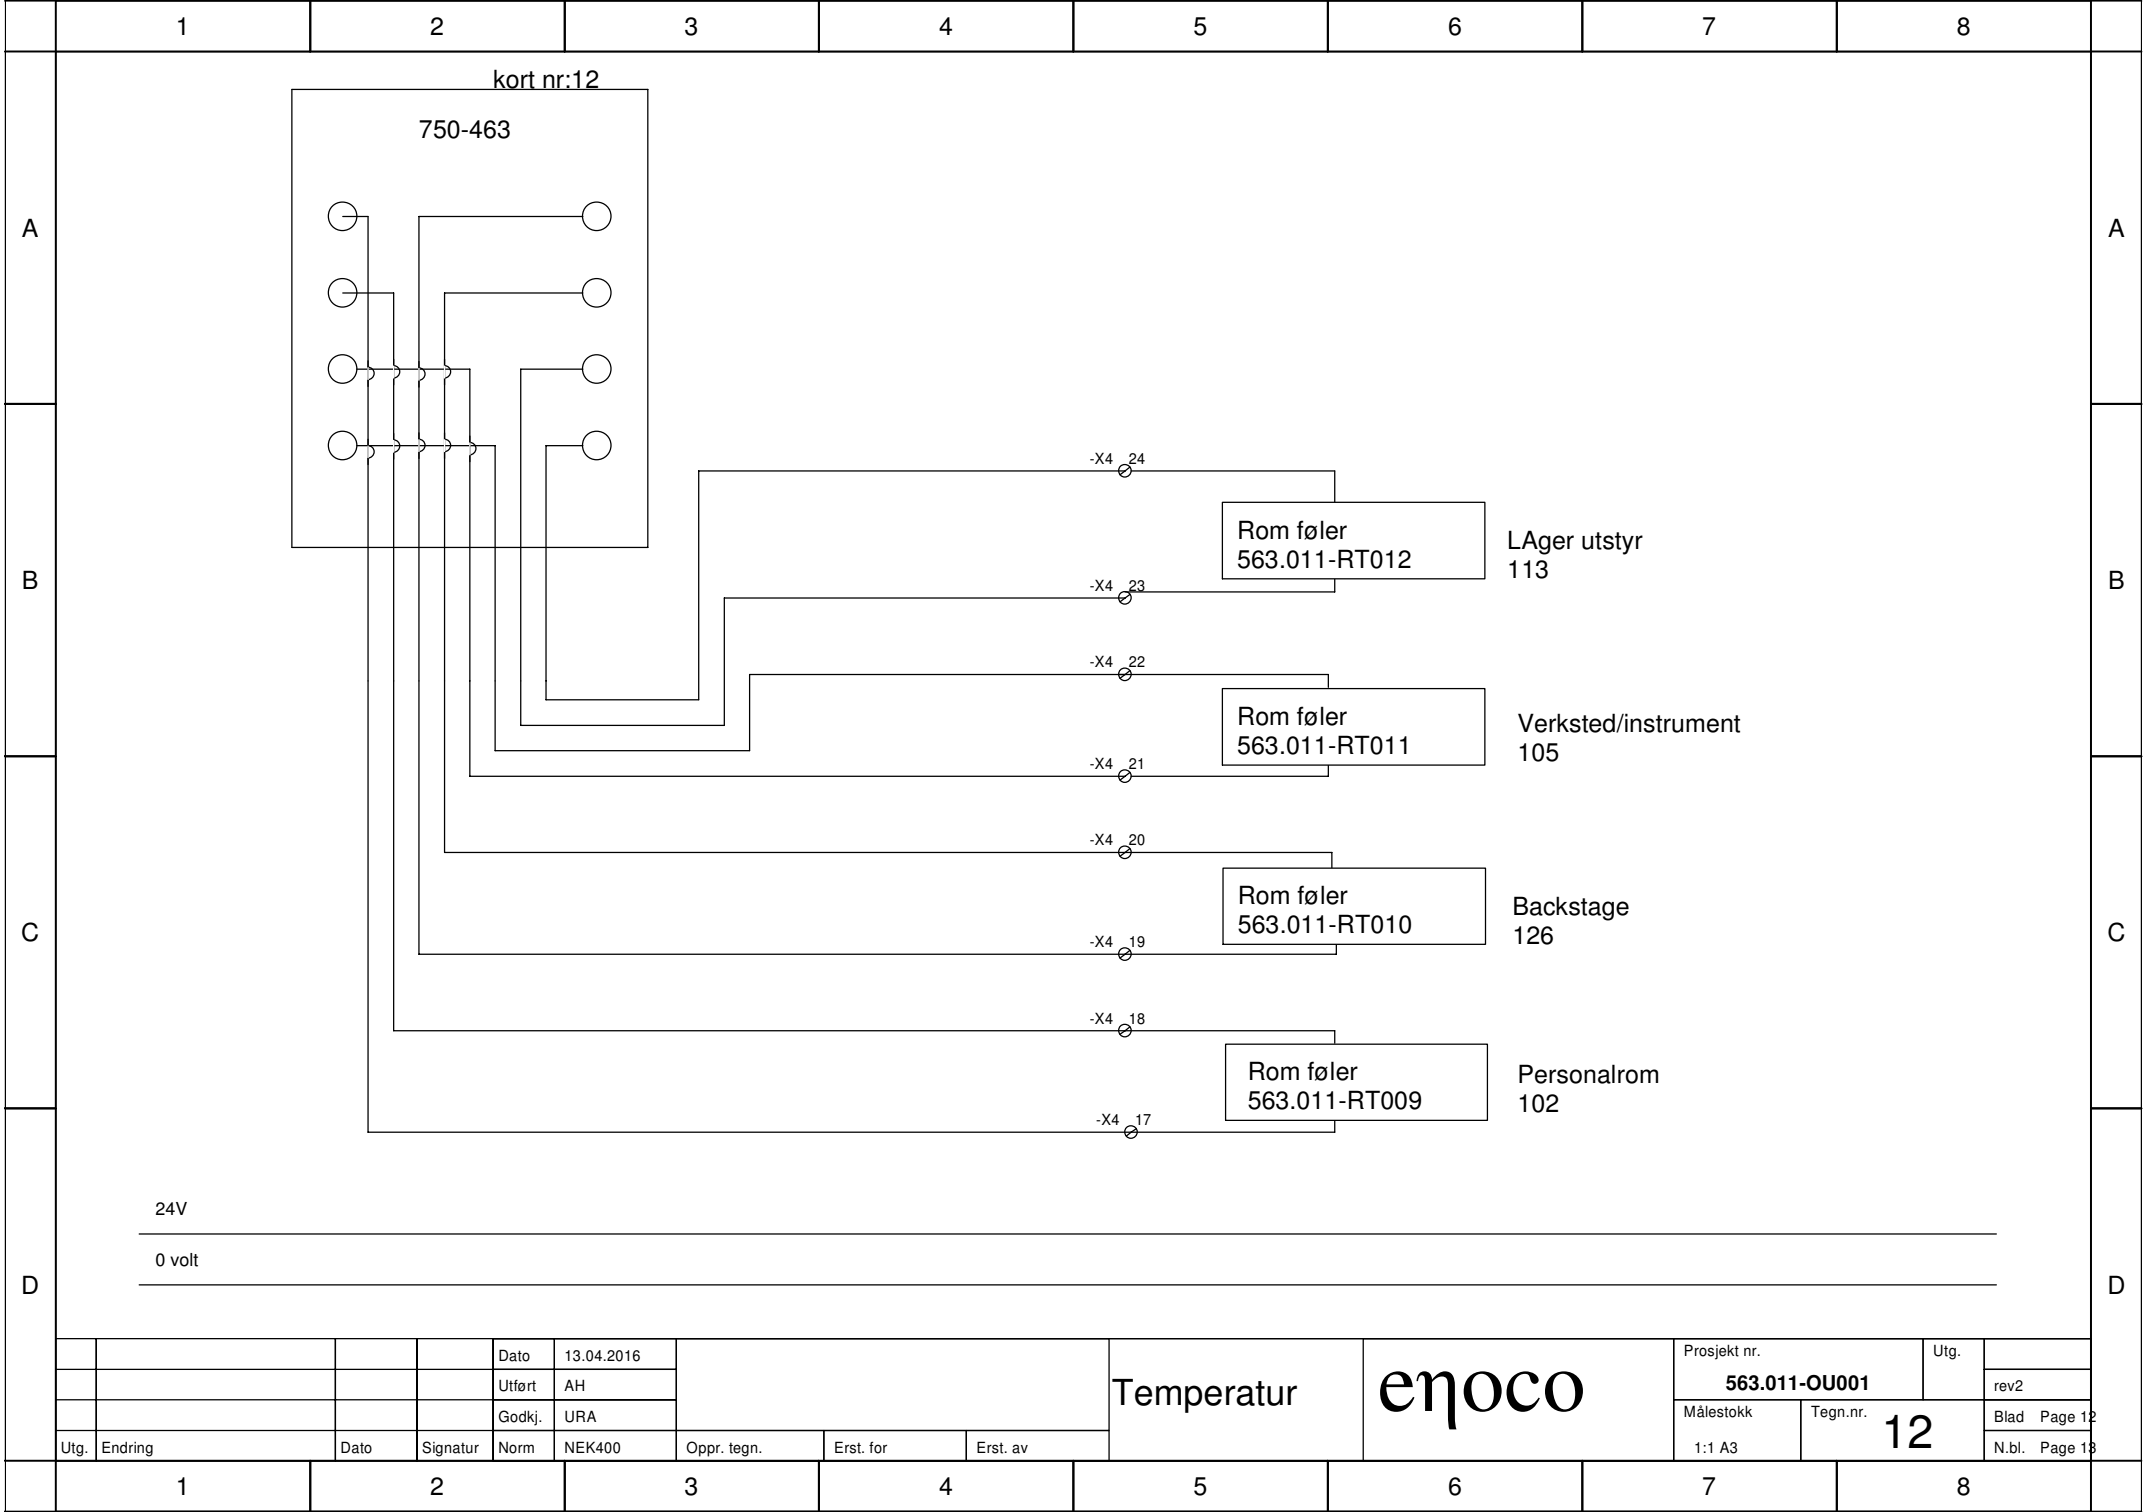 1 2 3 4 5 6 7 8
kort nr:12
750-463
A A
-X4 24
Rom føler
563.011-RT012
LAger utstyr
113
B B
-X4 23
-X4 22
Rom føler
563.011-RT011
Verksted/instrument
105
-X4 21
-X4 20
Rom føler
563.011-RT010
Backstage
126
C C
-X4 19
-X4 18
Rom føler
563.011-RT009
Personalrom
102
-X4 17
24V
0 volt
D D
Dato 13.04.2016
Utført AH
Godkj. URA
Utg. Endring Dato Signatur Norm NEK400 Oppr. tegn. Erst. for Erst. av
Temperatur
eηoco
Prosjekt nr.
563.011-OU001
Utg.
rev2
Målestokk
1:1 A3
Tegn.nr.
12
Blad Page 12
N.bl. Page 13
1 2 3 4 5 6 7 8